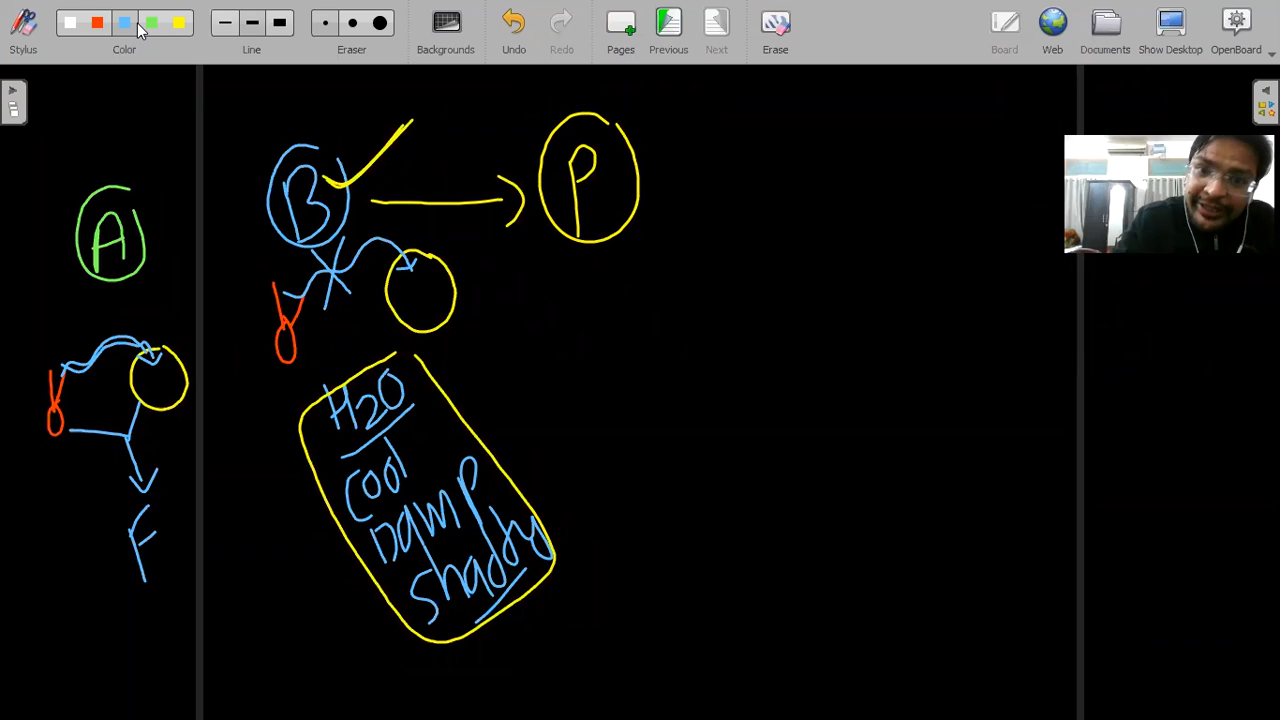 Stylus
Color
Line
Eraser
Backgrounds
Undo
Redo
Pages
Previous
Next
Erase
Board
Web
Documents
Show Desktop
OpenBoard
A
B
P
H2O
Cool
Damp
Shady
F